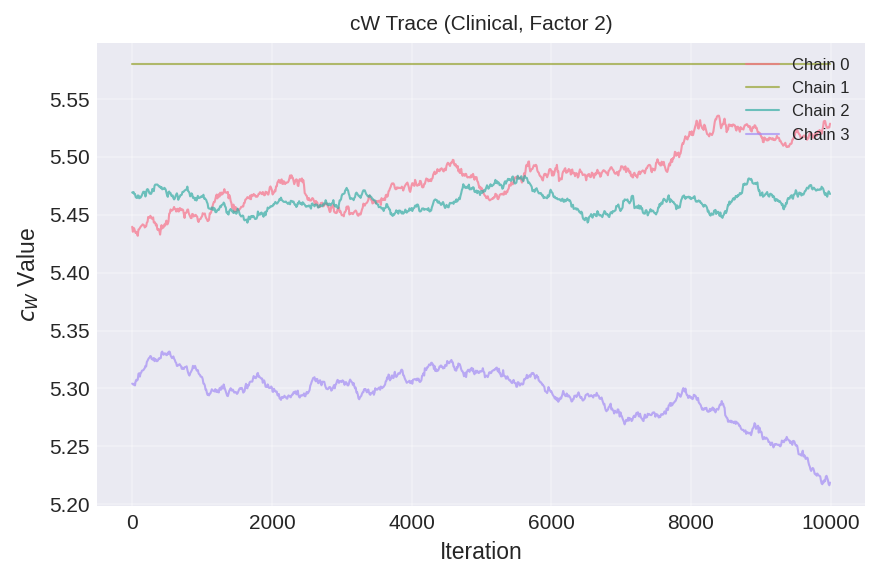 cW Trace (Clinical, Factor 2)
Chain 0
Chain 1
Chain 2
Chain 3
5.55
5.50
5.45
5.40
5.35
5.30
5.25
5.20
cW Value
0 2000 4000 6000 8000 10000
Iteration